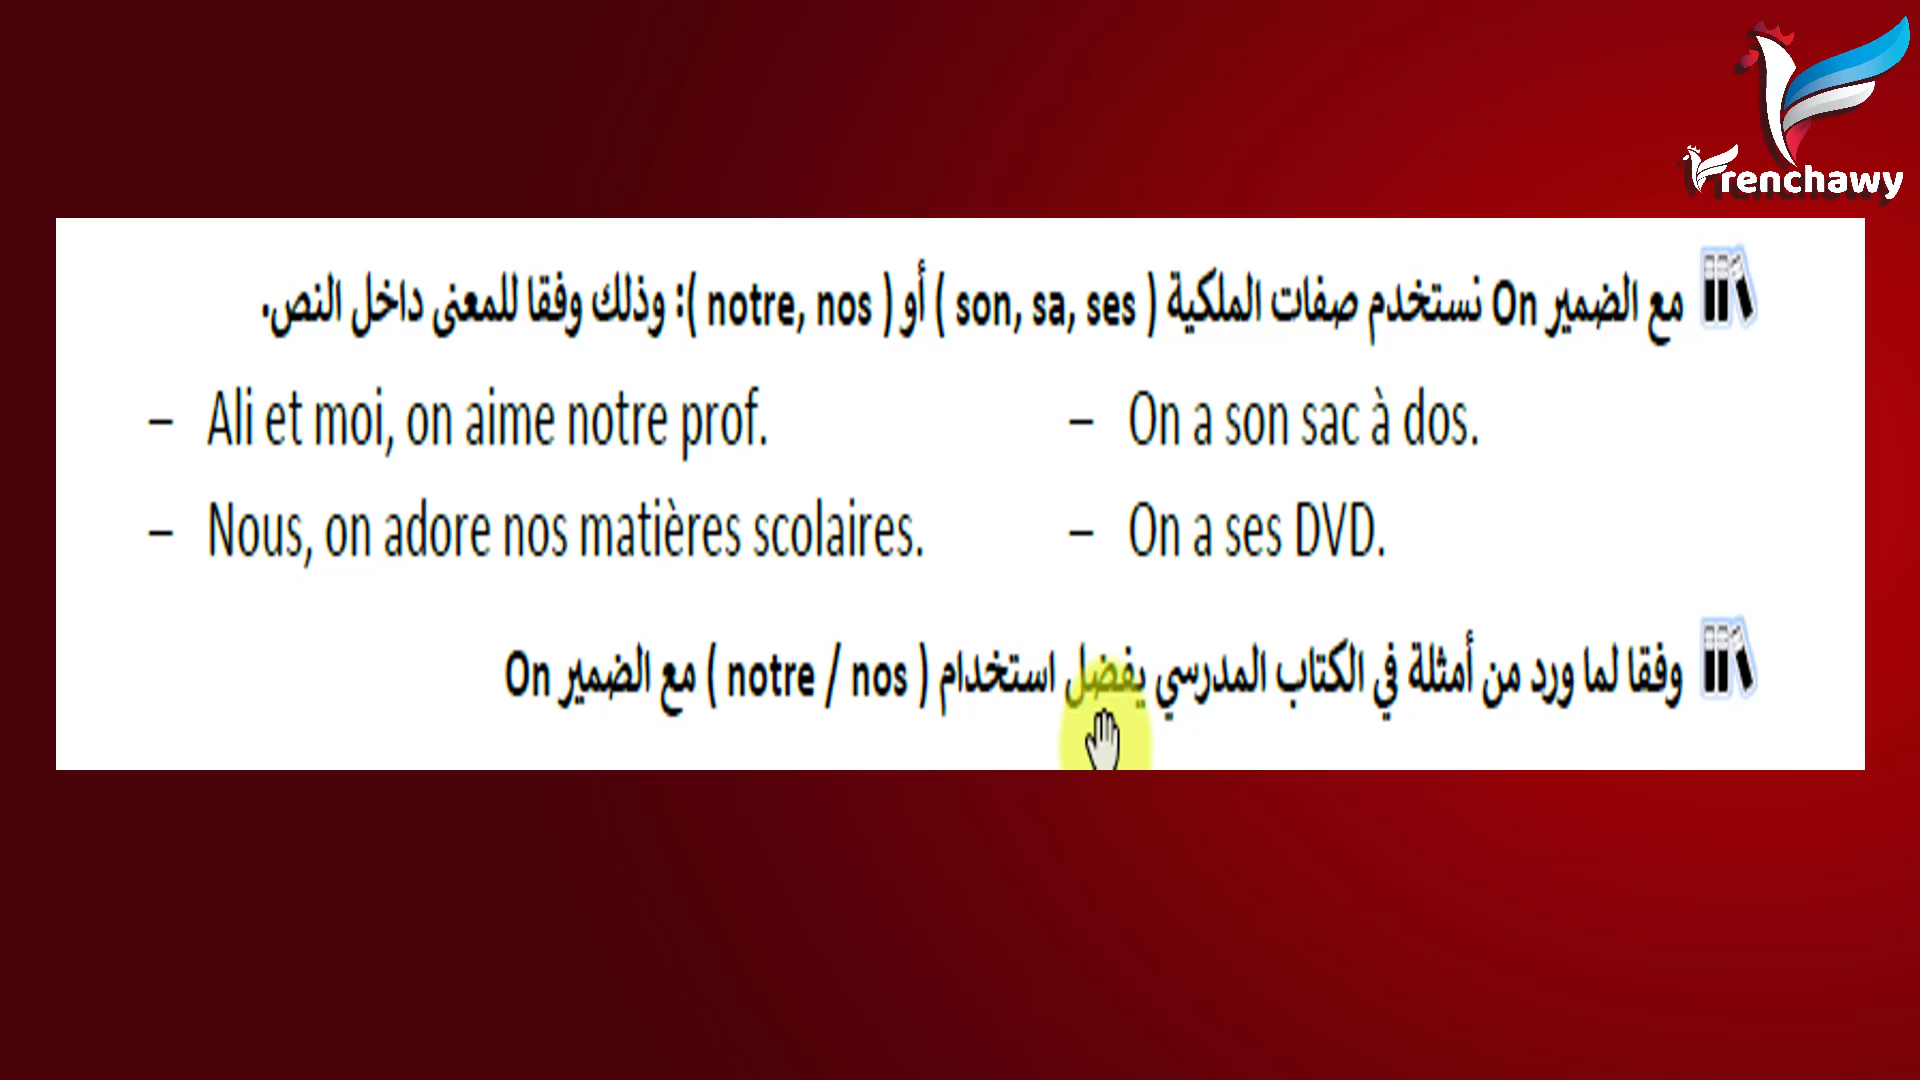 Frenchawy
مع الضمير On نستخدم صفات الملكية ( son, sa, ses ) أو ( notre, nos ): وذلك وفقا للمعنى داخل النص.
– Ali et moi, on aime notre prof.
– On a son sac à dos.
– Nous, on adore nos matières scolaires.
– On a ses DVD.
وفقا لما ورد من أمثلة في الكتاب المدرسي يفضل استخدام ( notre / nos ) مع الضمير On